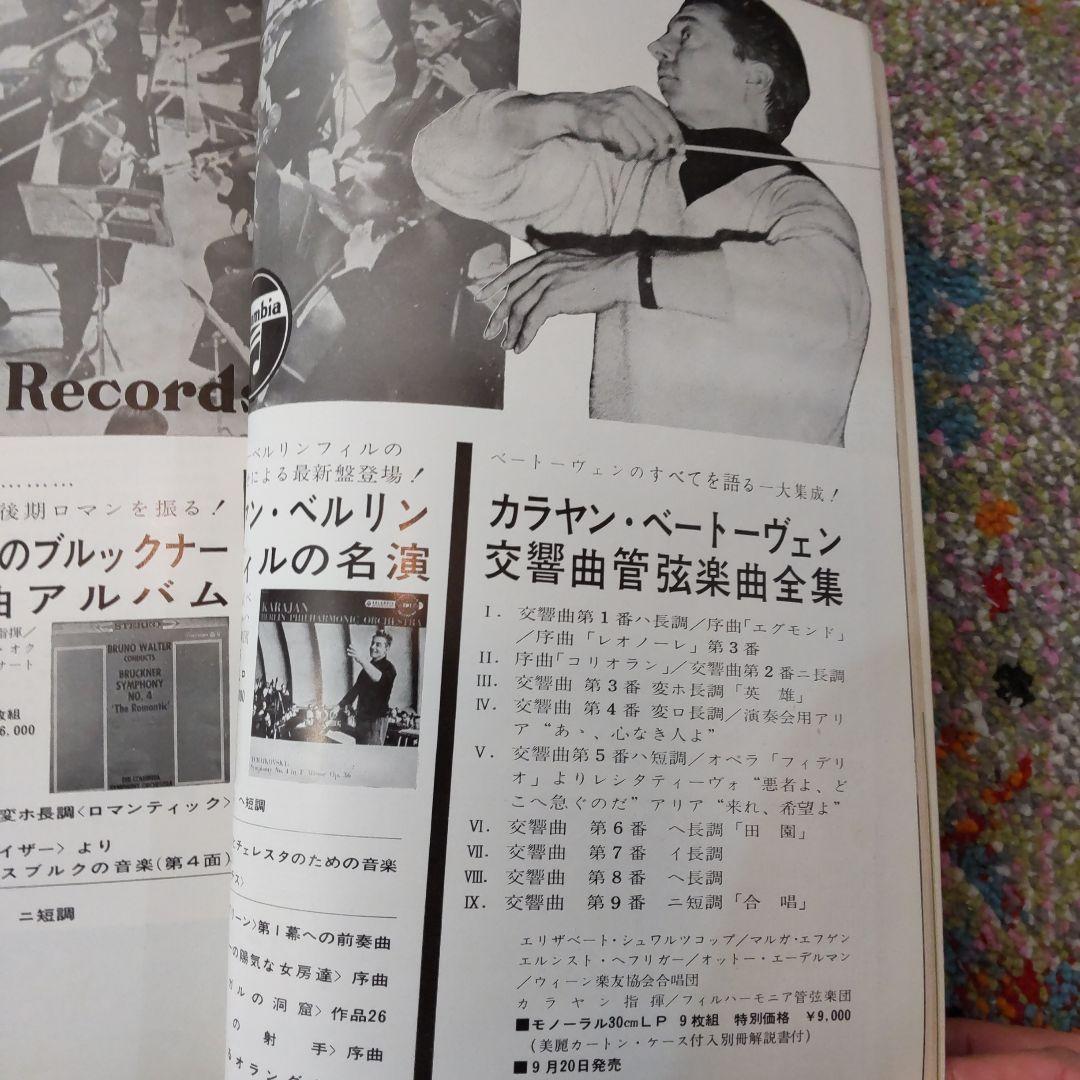 Records
mbia
後期ロマンを振る！
のブルックナー
曲アルバム
指揮／
・オク
サート
STEREO
BRUNO WALTER
CONDUCTS
BRUCKNER
SYMPHONY
NO. 4
'The Romantic'
THE COLUMBIA
SYMPHONY ORCHESTRA
枚組
6,000
変ホ長調〈ロマンティック〉
イザー〉より
スブルクの音楽(第４面)
ニ短調
ーベルリンフィルの
による最新盤登場！
ン・ベルリン
ィルの名演
KARAJAN
BERLIN PHILHARMONIC ORCHESTRA
TCHAIKOVSKY:
Symphony No. 4 in F Minor Op. 36
ヘ短調
チェレスタのための音楽
リーン〉第１幕への前奏曲
の陽気な女房達〉序曲
ガルの洞窟〉作品26
の射手〉序曲
るオランダ
ベートーヴェンのすべてを語る一大集成！
カラヤン・ベートーヴェン
交響曲管弦楽曲全集
I. 交響曲第１番ハ長調／序曲「エグモンド」
／序曲「レオノーレ」第３番
II. 序曲「コリオラン」／交響曲第２番ニ長調
III. 交響曲 第３番 変ホ長調「英雄」
IV. 交響曲 第４番 変ロ長調／演奏会用アリ
ア“あゝ、心なき人よ”
V. 交響曲第５番ハ短調／オペラ「フィデリ
オ」よりレシタティーヴォ“悪者よ、ど
こへ急ぐのだ”アリア“来れ、希望よ”
VI. 交響曲 第６番 ヘ長調「田園」
VII. 交響曲 第７番 イ長調
VIII. 交響曲 第８番 ヘ長調
IX. 交響曲 第９番 ニ短調「合唱」
エリザベート・シュワルツコップ／マルガ・エフゲン
エルンスト・ヘフリガー／オットー・エーデルマン
／ウィーン楽友協会合唱団
カラヤン指揮／フィルハーモニア管弦楽団
■モノーラル30cmＬＰ ９枚組 特別価格 ￥9,000
(美麗カートン・ケース付入別冊解説書付)
■９月20日発売